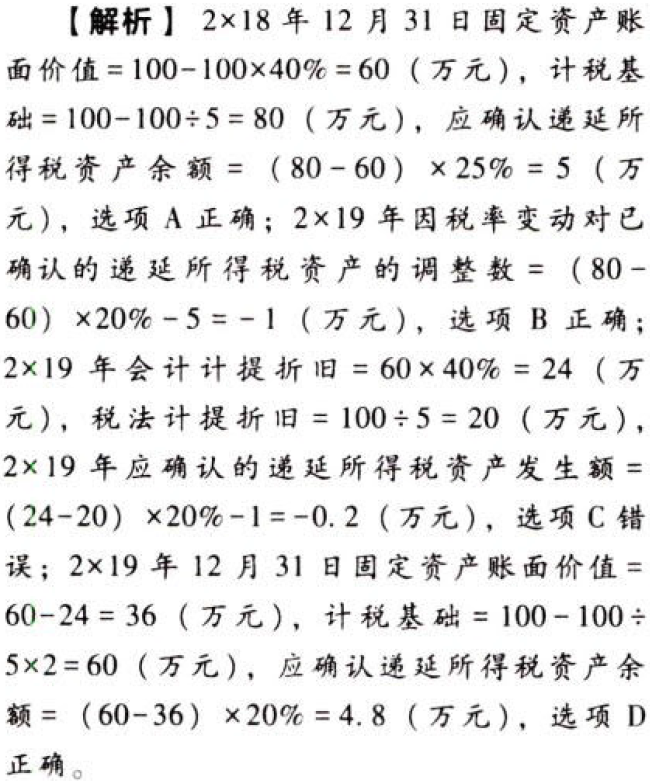 【解析】 2×18 年 12 月 31 日固定资产账
面价值=100-100×40%=60 (万元), 计税基
础=100-100÷5=80 (万元), 应确认递延所
得税资产余额= (80-60) ×25%=5 (万
元), 选项 A 正确; 2×19 年因税率变动对已
确认的递延所得税资产的调整数= (80-
60) ×20%-5=-1 (万元), 选项 B 正确;
2×19 年会计计提折旧=60×40%=24 (万
元), 税法计提折旧=100÷5=20 (万元),
2×19 年应确认的递延所得税资产发生额=
(24-20) ×20%-1=-0.2 (万元), 选项 C 错
误; 2×19 年 12 月 31 日固定资产账面价值=
60-24=36 (万元), 计税基础=100-100÷
5×2=60 (万元), 应确认递延所得税资产余
额= (60-36) ×20%=4.8 (万元), 选项 D
正确。